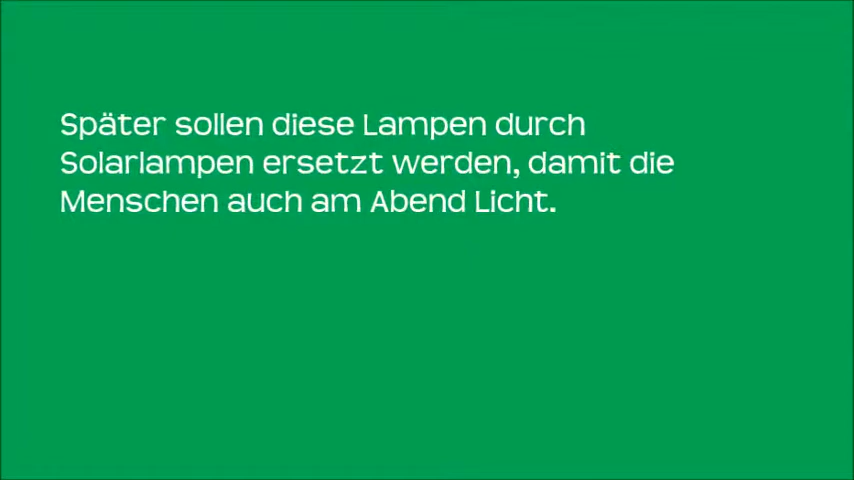 Später sollen diese Lampen durch
Solarlampen ersetzt werden, damit die
Menschen auch am Abend Licht.